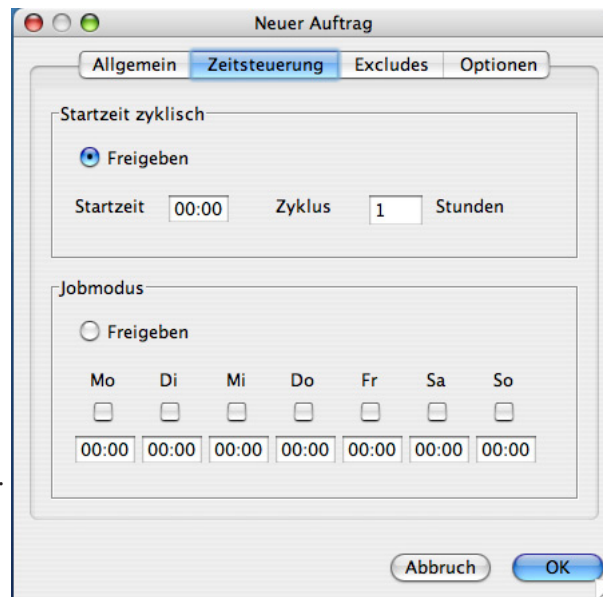 Neuer Auftrag
Allgemein Zeitsteuerung Excludes Optionen
Startzeit zyklisch
Freigeben
Startzeit 00:00 Zyklus 1 Stunden
Jobmodus
Freigeben
Mo Di Mi Do Fr Sa So
00:00 00:00 00:00 00:00 00:00 00:00 00:00
Abbruch OK